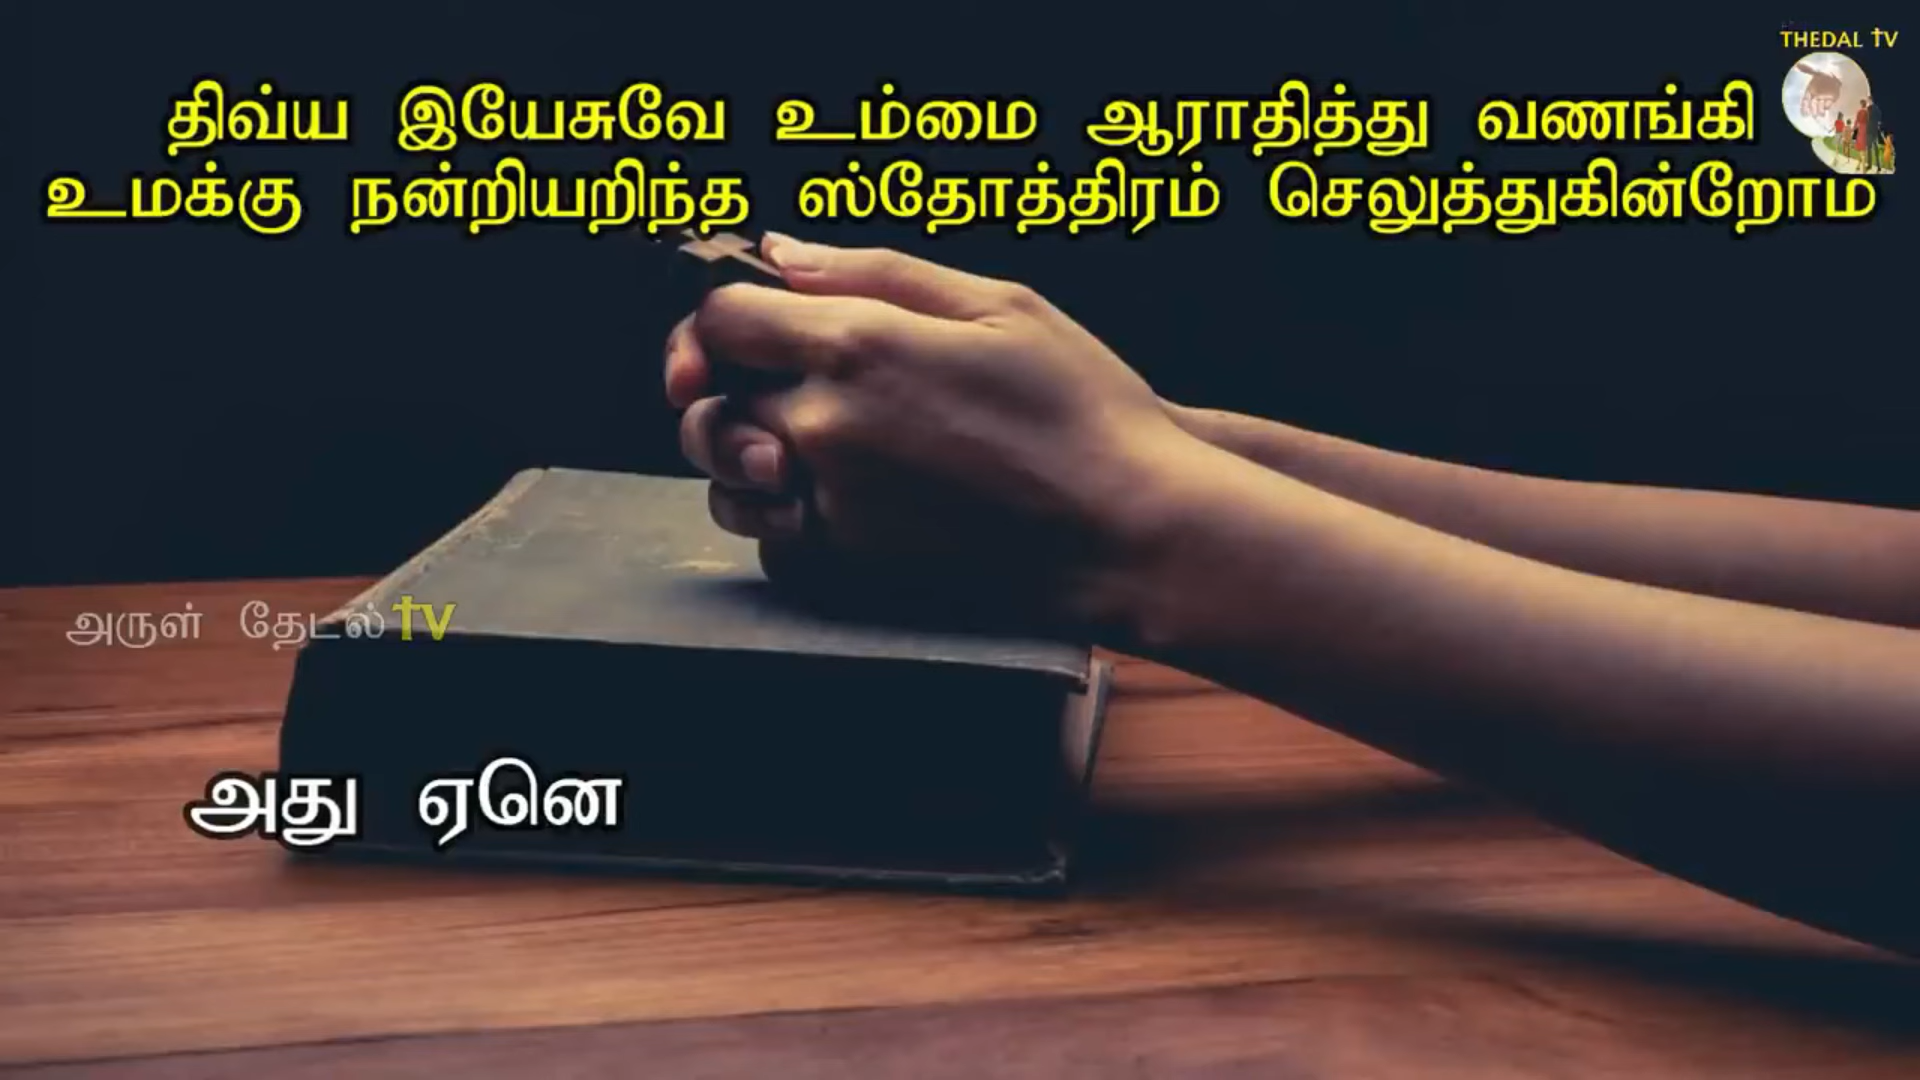 THEDAL TV
திவ்ய இயேசுவே உம்மை ஆராதித்து வணங்கி
உமக்கு நன்றியறிந்த ஸ்தோத்திரம் செலுத்துகின்றோம
அருள் தேடல் TV
அது ஏனெ